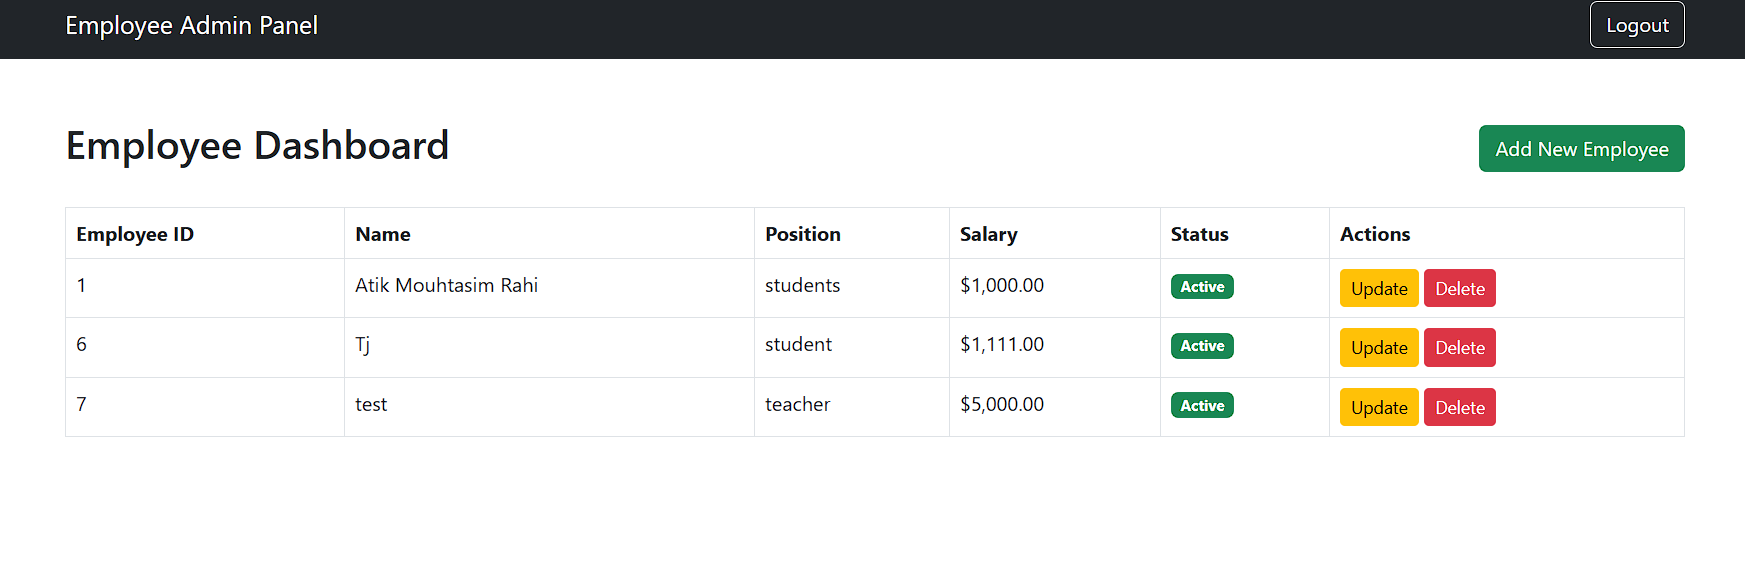 Employee Admin Panel Logout
Employee Dashboard Add New Employee
Employee ID Name Position Salary Status Actions
1 Atik Mouhtasim Rahi students $1,000.00 Active Update Delete
6 Tj student $1,111.00 Active Update Delete
7 test teacher $5,000.00 Active Update Delete